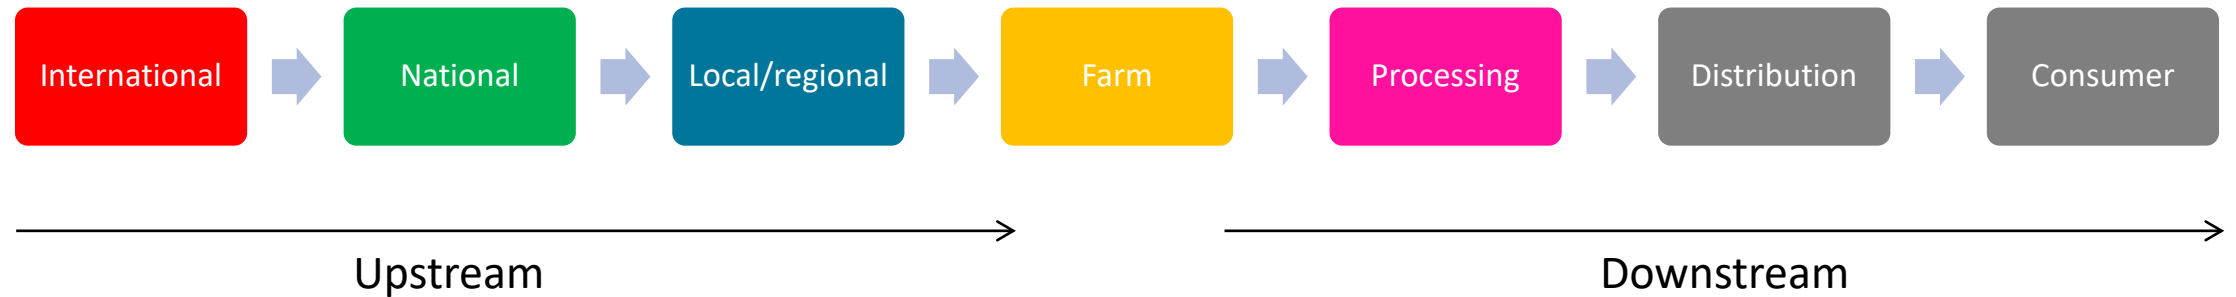 International
National
Local/regional
Farm
Processing
Distribution
Consumer
Upstream
Downstream